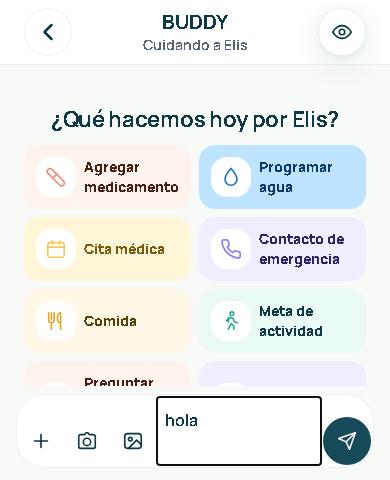 BUDDY
Cuidando a Elis
¿Qué hacemos hoy por Elis?
Agregar
medicamento
Programar
agua
Cita médica
Contacto de
emergencia
Comida
Meta de
actividad
Preguntar
hola